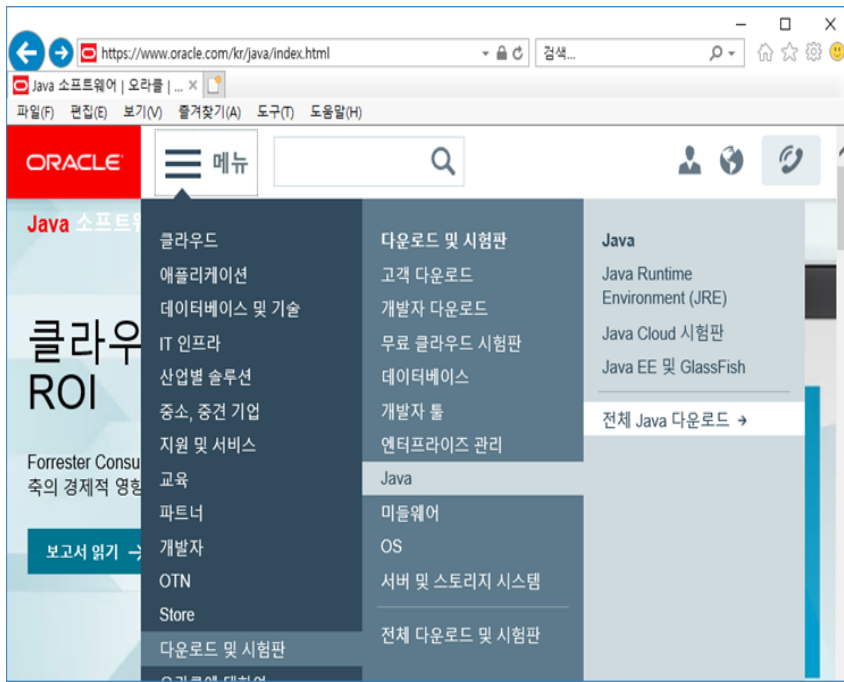 https://www.oracle.com/kr/java/index.html
검색...
Java 소프트웨어 | 오라클 | ...
파일(F) 편집(E) 보기(V) 즐겨찾기(A) 도구(T) 도움말(H)
ORACLE
메뉴
Java 소프트웨
클라우
ROI
Forrester Consu
축의 경제적 영향
보고서 읽기 →
클라우드
애플리케이션
데이터베이스 및 기술
IT 인프라
산업별 솔루션
중소, 중견 기업
지원 및 서비스
교육
파트너
개발자
OTN
Store
다운로드 및 시험판
다운로드 및 시험판
고객 다운로드
개발자 다운로드
무료 클라우드 시험판
데이터베이스
개발자 툴
엔터프라이즈 관리
Java
미들웨어
OS
서버 및 스토리지 시스템
전체 다운로드 및 시험판
Java
Java Runtime
Environment (JRE)
Java Cloud 시험판
Java EE 및 GlassFish
전체 Java 다운로드 →